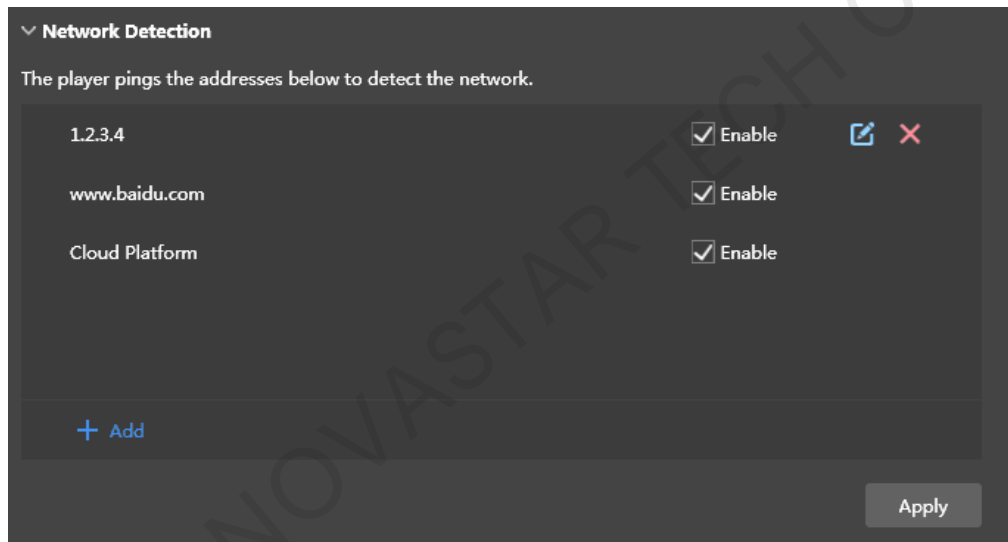 Network Detection
The player pings the addresses below to detect the network.
1.2.3.4 Enable
www.baidu.com Enable
Cloud Platform Enable
+ Add
Apply
NOVASTAR TECH